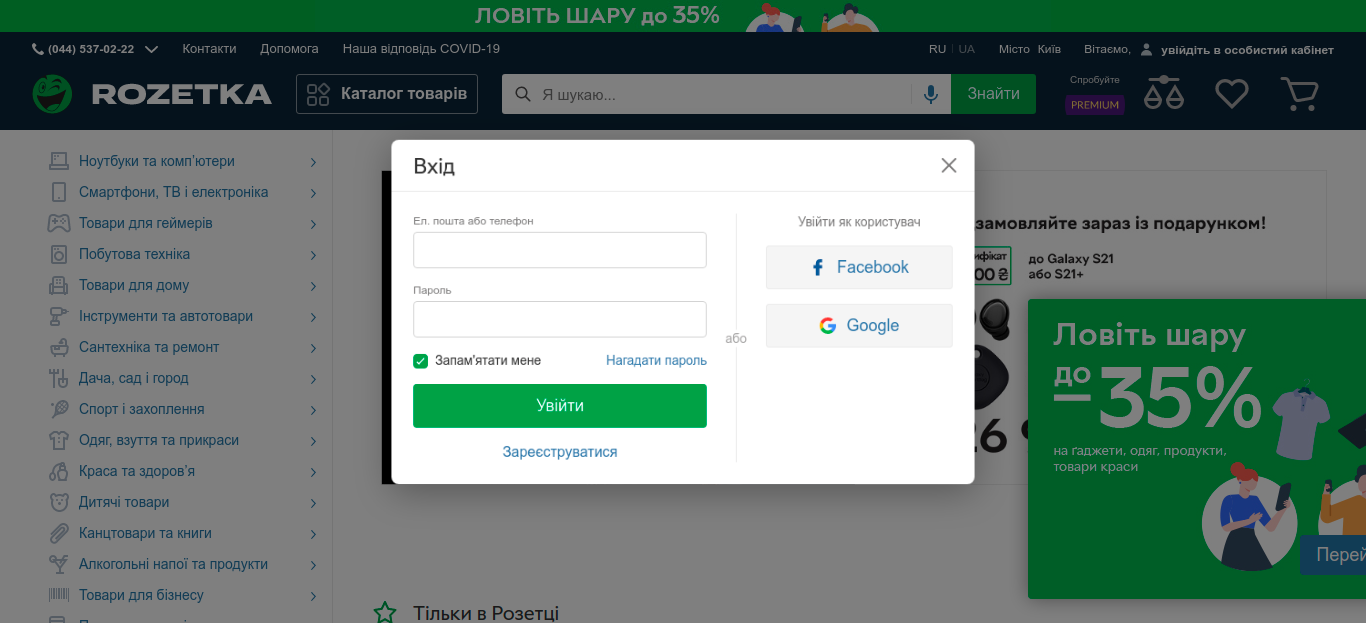 ЛОВІТЬ ШАРУ до 35%
(044) 537-02-22
Контакти
Допомога
Наша відповідь COVID-19
RU | UA
Місто Київ
Вітаємо, увійдіть в особистий кабінет
ROZETKA
Каталог товарів
Я шукаю...
Знайти
Спробуйте
PREMIUM
Ноутбуки та комп'ютери
Смартфони, ТВ і електроніка
Товари для геймерів
Побутова техніка
Товари для дому
Інструменти та автотовари
Сантехніка та ремонт
Дача, сад і город
Спорт і захоплення
Одяг, взуття та прикраси
Краса та здоров'я
Дитячі товари
Канцтовари та книги
Алкогольні напої та продукти
Товари для бізнесу
Вхід
Ел. пошта або телефон
Пароль
Запам'ятати мене
Нагадати пароль
Увійти
Зареєструватися
або
Увійти як користувач
Facebook
Google
замовляйте зараз із подарунком!
до Galaxy S21
або S21+
Ловіть шару
до
–35%
на ґаджети, одяг, продукти,
товари краси
Тільки в Розетці